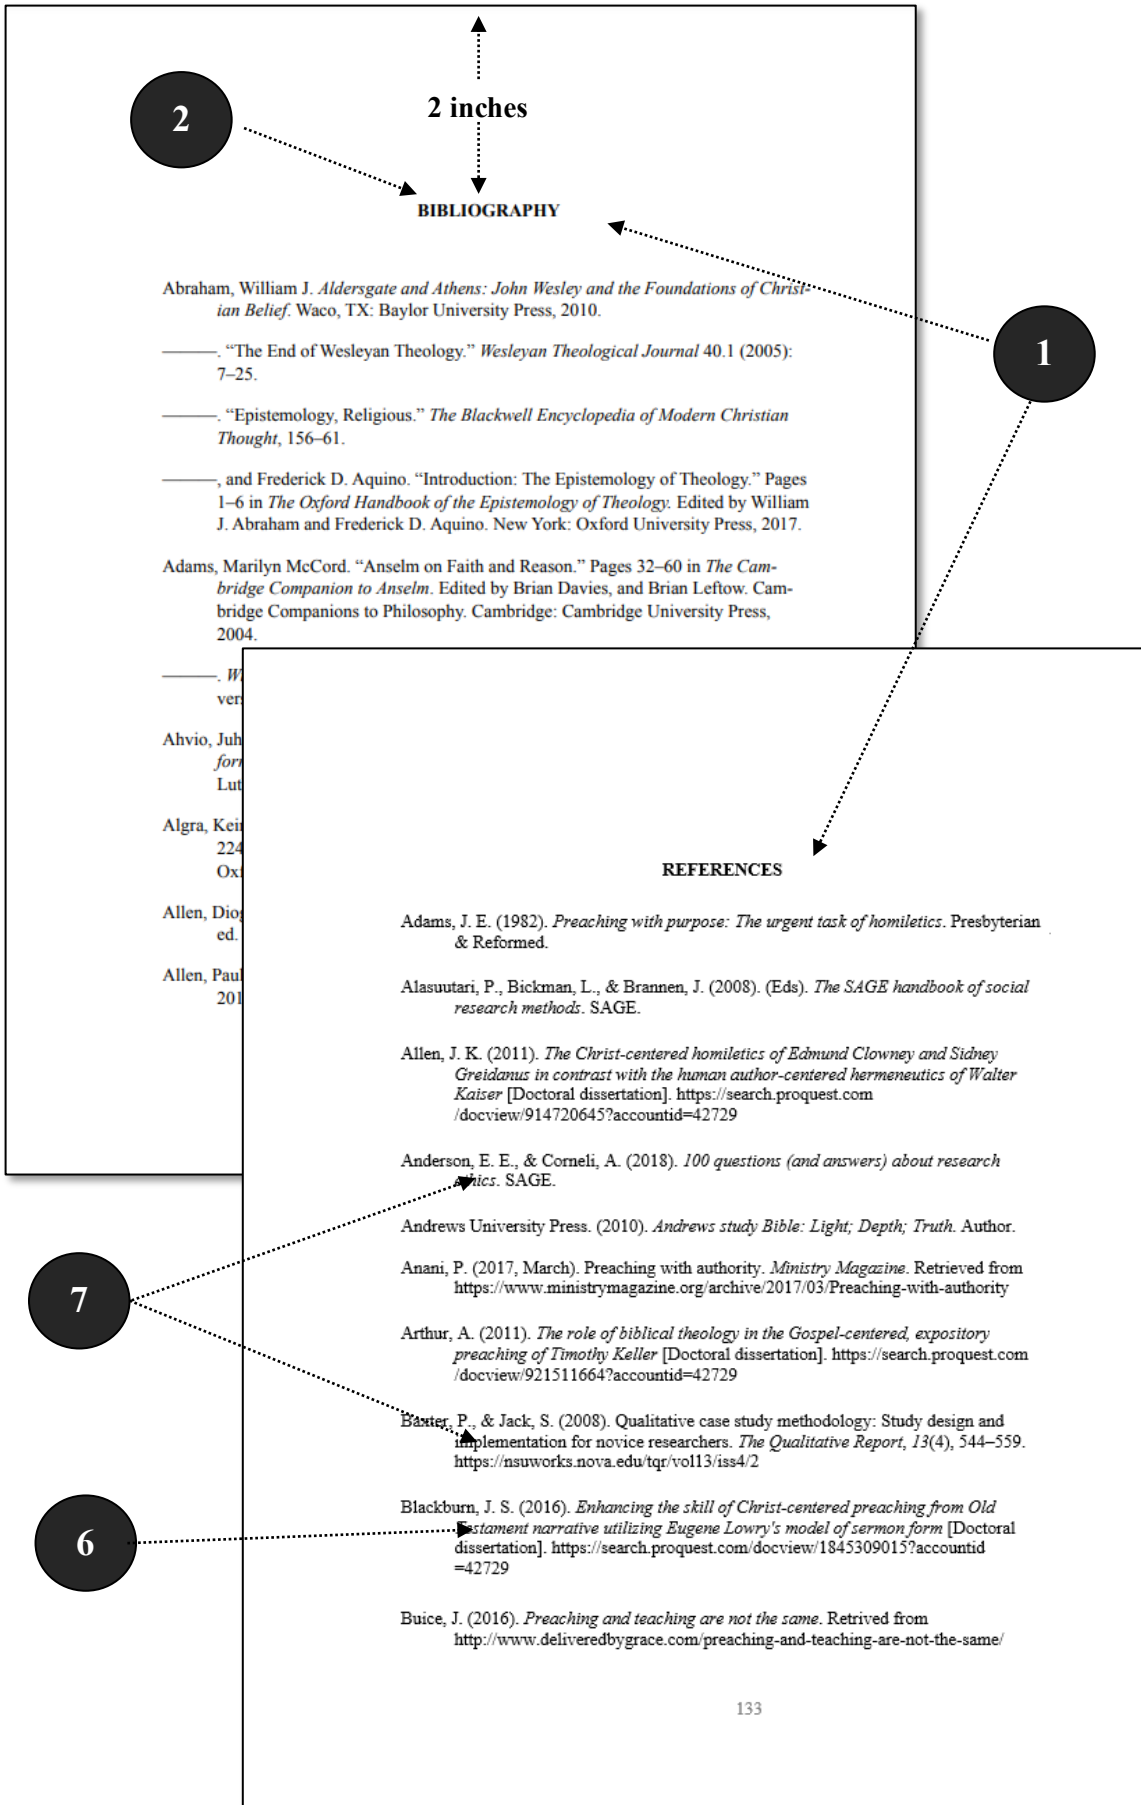 2 inches
2
BIBLIOGRAPHY
Abraham, William J. Aldersgate and Athens: John Wesley and the Foundations of Christ-
ian Belief. Waco, TX: Baylor University Press, 2010.
———. “The End of Wesleyan Theology.” Wesleyan Theological Journal 40.1 (2005):
7–25.
———. “Epistemology, Religious.” The Blackwell Encyclopedia of Modern Christian
Thought, 156–61.
———, and Frederick D. Aquino. “Introduction: The Epistemology of Theology.” Pages
1–6 in The Oxford Handbook of the Epistemology of Theology. Edited by William
J. Abraham and Frederick D. Aquino. New York: Oxford University Press, 2017.
Adams, Marilyn McCord. “Anselm on Faith and Reason.” Pages 32–60 in The Cam-
bridge Companion to Anselm. Edited by Brian Davies, and Brian Leftow. Cam-
bridge Companions to Philosophy. Cambridge: Cambridge University Press,
2004.
———. W
ver
Ahvio, Juh
for
Lut
Algra, Kei
224
Oxf
Allen, Diog
ed.
Allen, Paul
201
1
REFERENCES
Adams, J. E. (1982). Preaching with purpose: The urgent task of homiletics. Presbyterian
& Reformed.
Alasuutari, P., Bickman, L., & Brannen, J. (2008). (Eds). The SAGE handbook of social
research methods. SAGE.
Allen, J. K. (2011). The Christ-centered homiletics of Edmund Clowney and Sidney
Greidanus in contrast with the human author-centered hermeneutics of Walter
Kaiser [Doctoral dissertation]. https://search.proquest.com
/docview/914720645?accountid=42729
Anderson, E. E., & Corneli, A. (2018). 100 questions (and answers) about research
ethics. SAGE.
Andrews University Press. (2010). Andrews study Bible: Light; Depth; Truth. Author.
Anani, P. (2017, March). Preaching with authority. Ministry Magazine. Retrieved from
https://www.ministrymagazine.org/archive/2017/03/Preaching-with-authority
Arthur, A. (2011). The role of biblical theology in the Gospel-centered, expository
preaching of Timothy Keller [Doctoral dissertation]. https://search.proquest.com
/docview/921511664?accountid=42729
Baxter, P., & Jack, S. (2008). Qualitative case study methodology: Study design and
implementation for novice researchers. The Qualitative Report, 13(4), 544–559.
https://nsuworks.nova.edu/tqr/vol13/iss4/2
Blackburn, J. S. (2016). Enhancing the skill of Christ-centered preaching from Old
Testament narrative utilizing Eugene Lowry's model of sermon form [Doctoral
dissertation]. https://search.proquest.com/docview/1845309015?accountid
=42729
Buice, J. (2016). Preaching and teaching are not the same. Retrived from
http://www.deliveredbygrace.com/preaching-and-teaching-are-not-the-same/
133
7
6